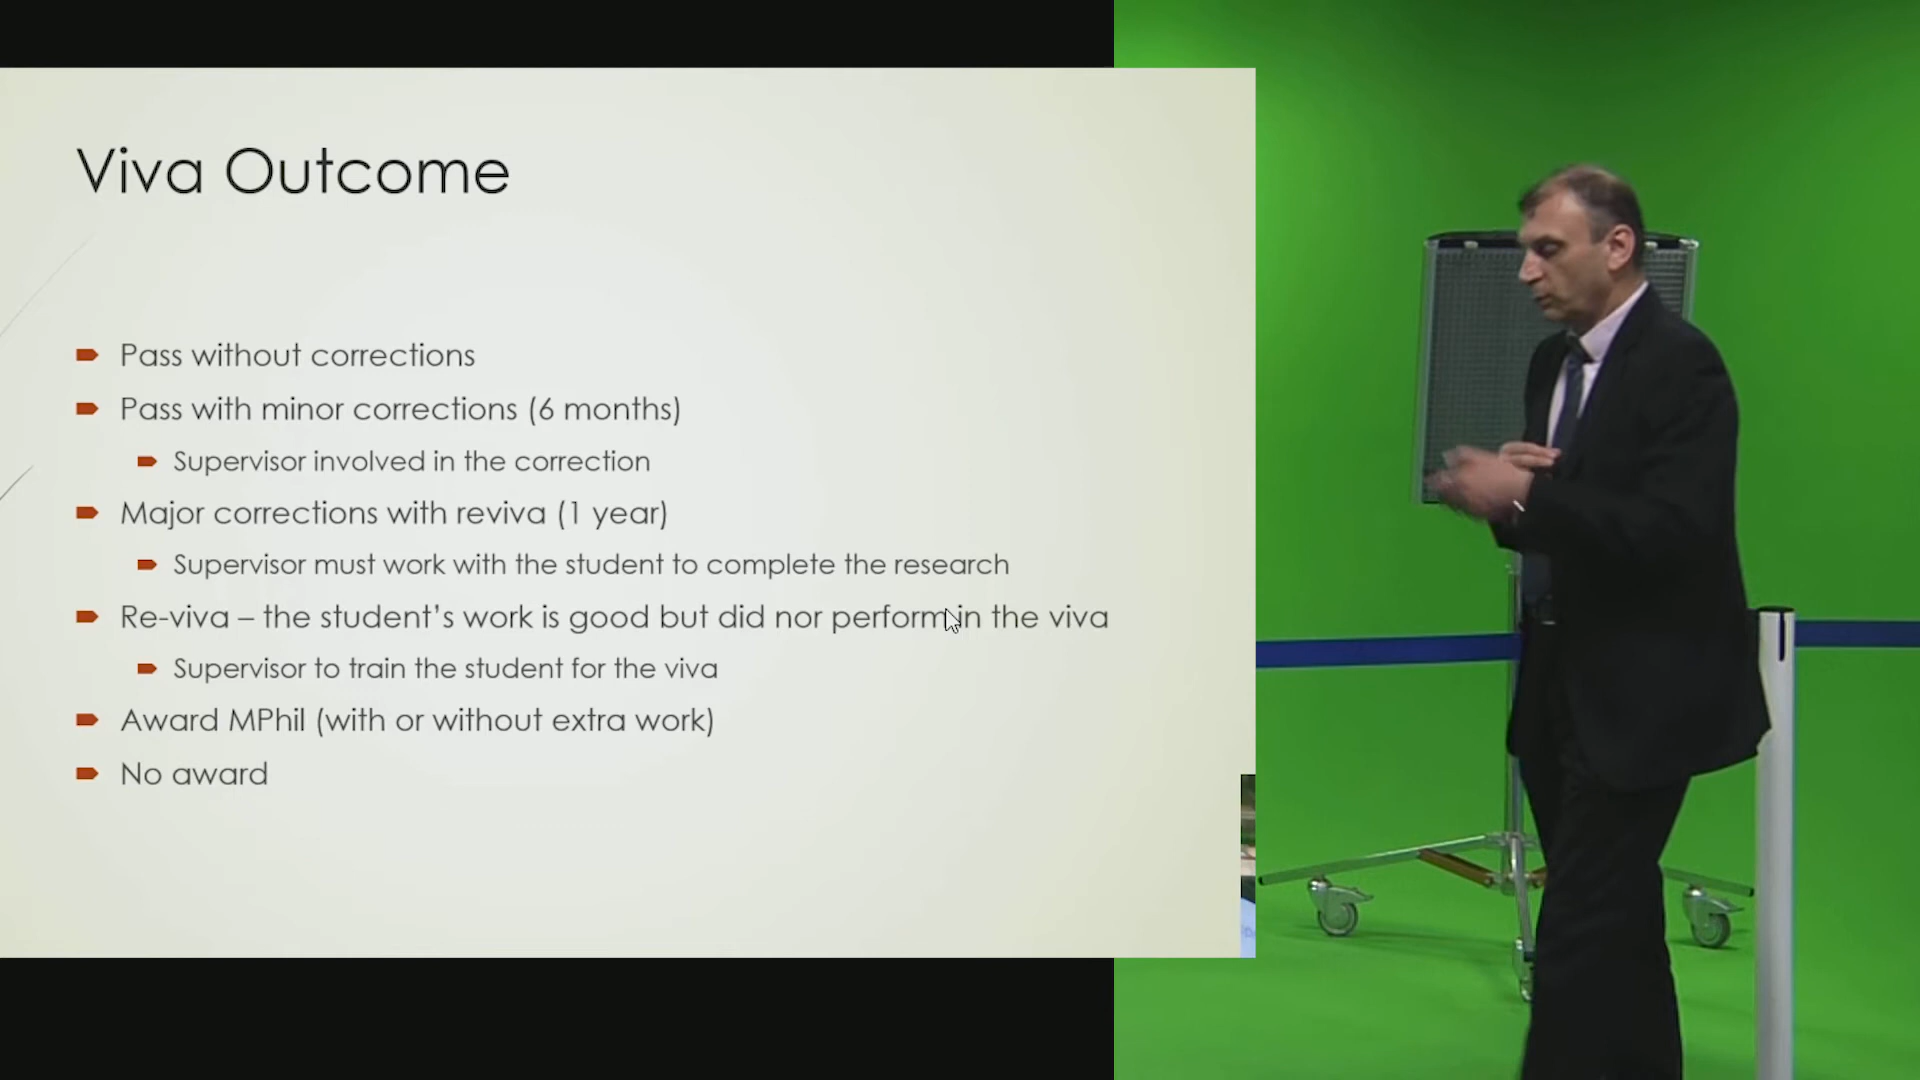 Viva Outcome
Pass without corrections
Pass with minor corrections (6 months)
Supervisor involved in the correction
Major corrections with reviva (1 year)
Supervisor must work with the student to complete the research
Re-viva – the student's work is good but did nor perform in the viva
Supervisor to train the student for the viva
Award MPhil (with or without extra work)
No award